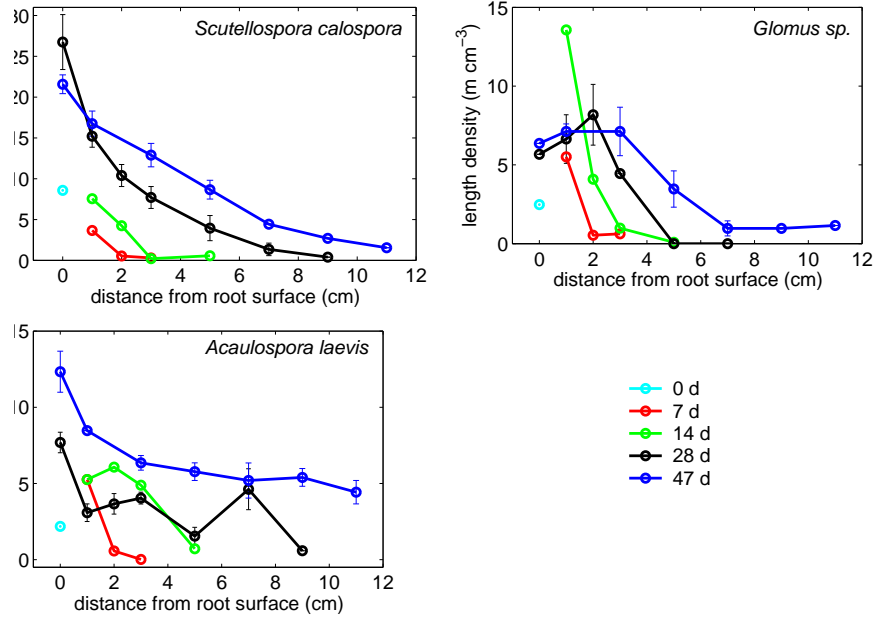 Scutellospora calospora
30
25
20
15
10
5
0
0 2 4 6 8 10 12
distance from root surface (cm)
Glomus sp.
length density (m cm⁻³)
15
10
5
0
0 2 4 6 8 10 12
distance from root surface (cm)
Acaulospora laevis
15
10
5
0
0 2 4 6 8 10 12
distance from root surface (cm)
0 d
7 d
14 d
28 d
47 d